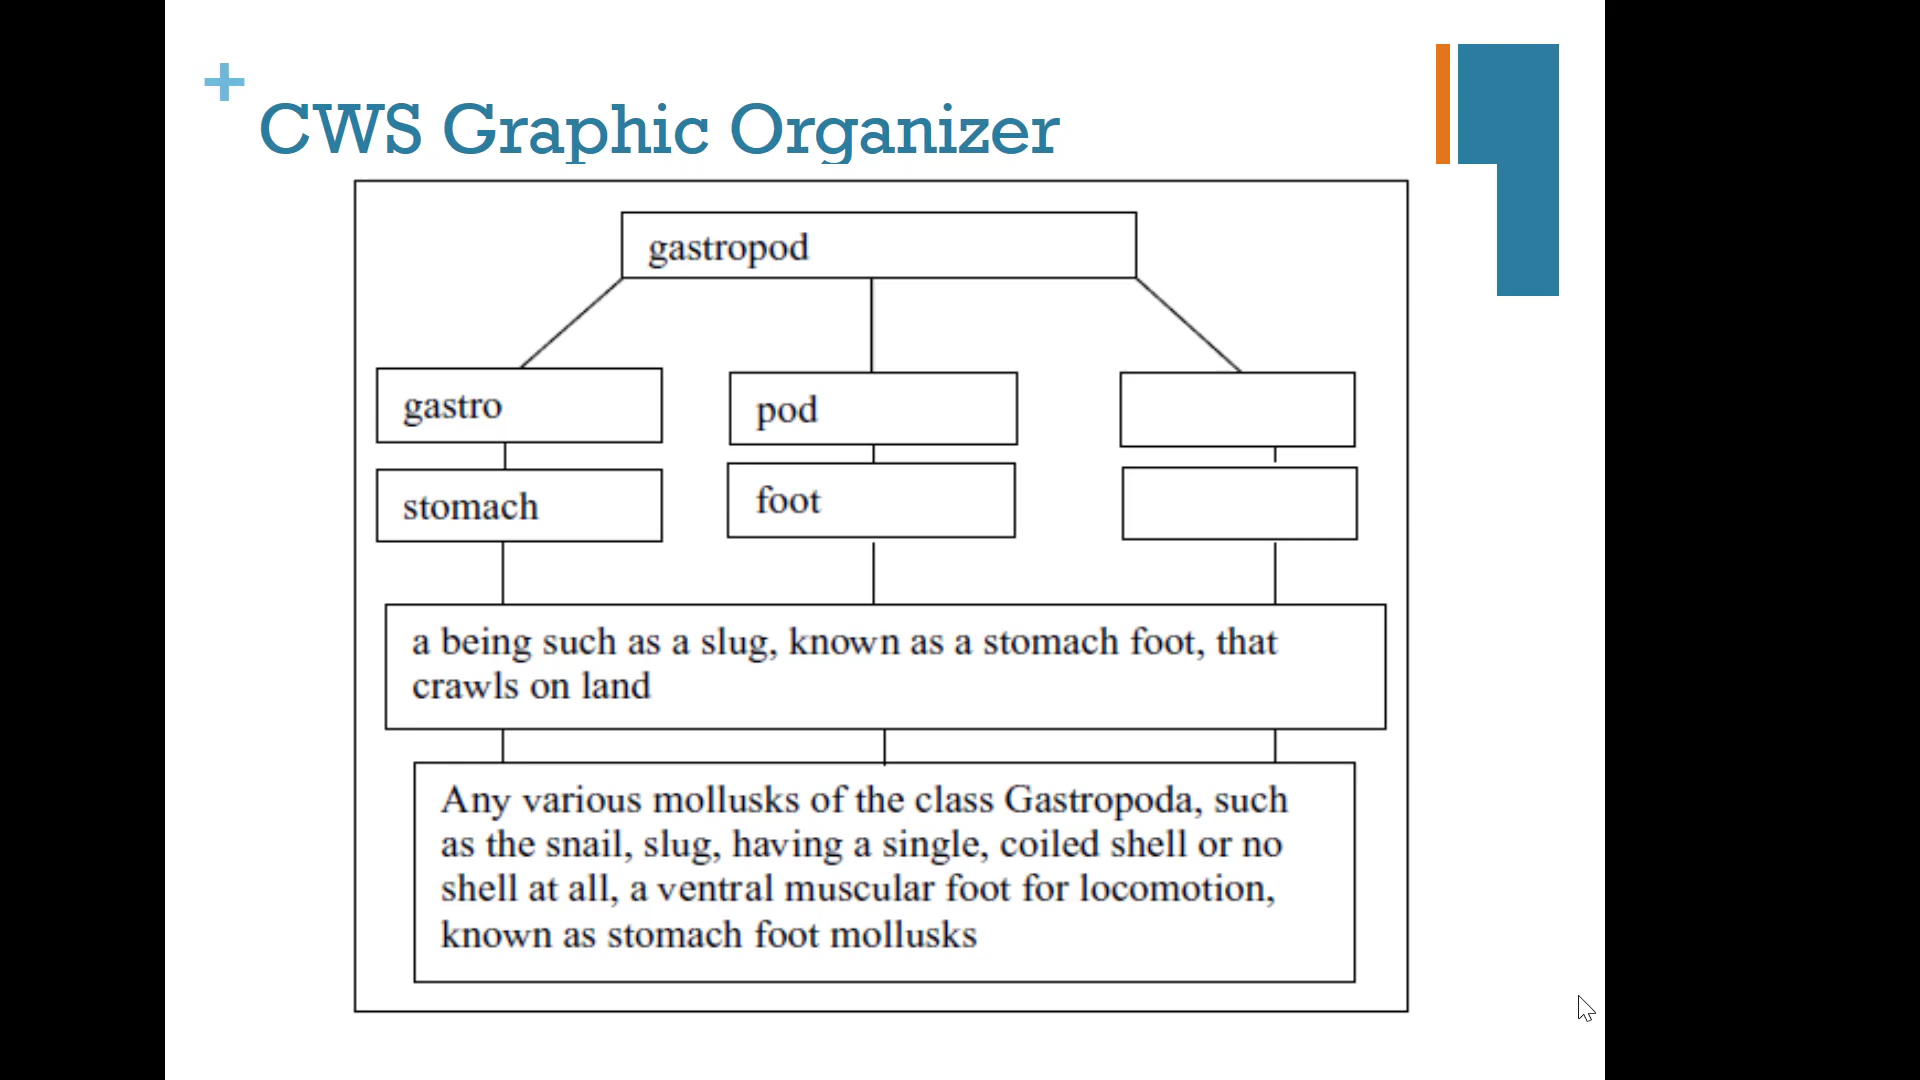 +
CWS Graphic Organizer
gastropod
gastro
pod
stomach
foot
a being such as a slug, known as a stomach foot, that
crawls on land
Any various mollusks of the class Gastropoda, such
as the snail, slug, having a single, coiled shell or no
shell at all, a ventral muscular foot for locomotion,
known as stomach foot mollusks